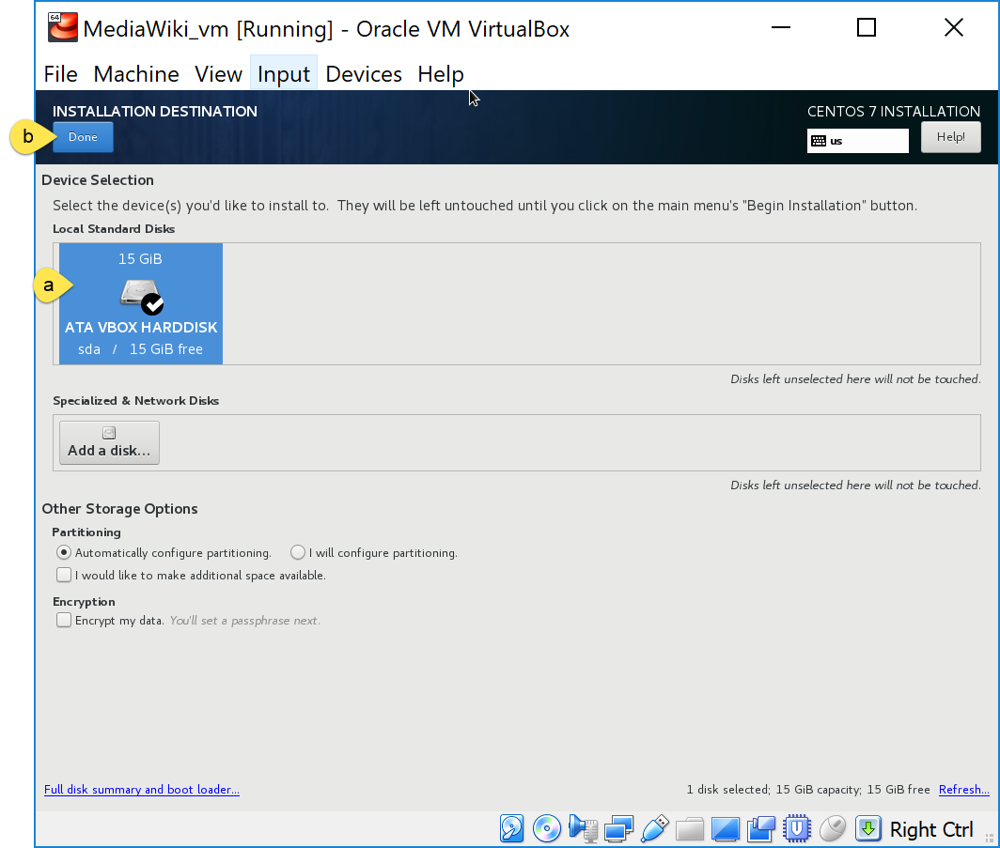 64
MediaWiki_vm [Running] - Oracle VM VirtualBox
File Machine View Input Devices Help
INSTALLATION DESTINATION
CENTOS 7 INSTALLATION
b
Done
us
Help!
Device Selection
Select the device(s) you'd like to install to. They will be left untouched until you click on the main menu's "Begin Installation" button.
Local Standard Disks
15 GiB
a
ATA VBOX HARDDISK
sda / 15 GiB free
Disks left unselected here will not be touched.
Specialized & Network Disks
Add a disk...
Disks left unselected here will not be touched.
Other Storage Options
Partitioning
Automatically configure partitioning. I will configure partitioning.
I would like to make additional space available.
Encryption
Encrypt my data. You'll set a passphrase next.
Full disk summary and boot loader...
1 disk selected; 15 GiB capacity; 15 GiB free Refresh...
Right Ctrl